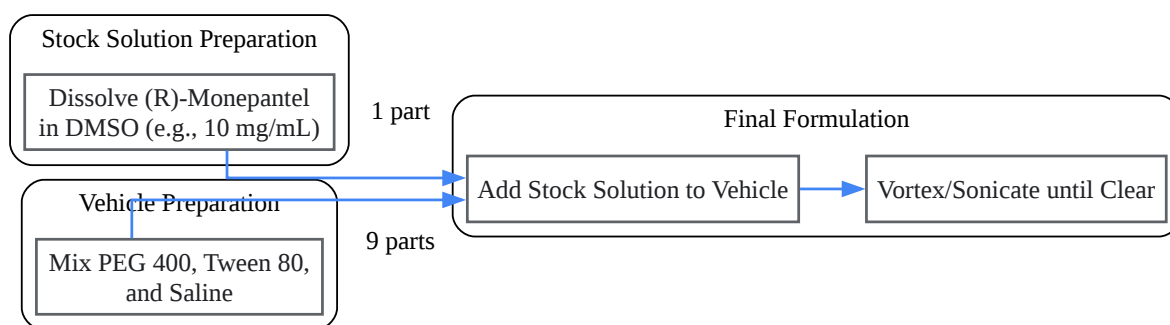 Stock Solution Preparation
Dissolve (R)-Monepantel
in DMSO (e.g., 10 mg/mL)
1 part
Vehicle Preparation
Mix PEG 400, Tween 80,
and Saline
9 parts
Final Formulation
Add Stock Solution to Vehicle
Vortex/Sonicate until Clear